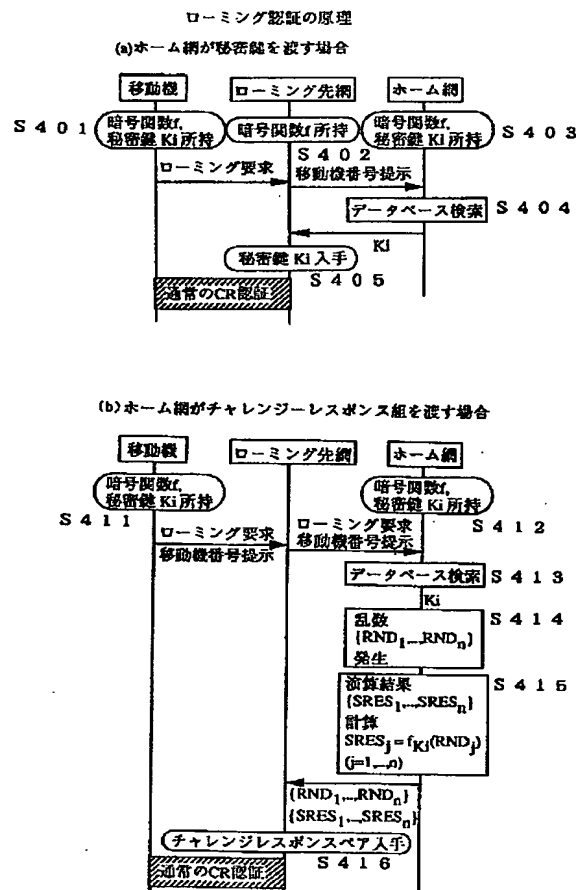 ローミング認証の原理
(a)ホーム網が秘密鍵を渡す場合
移動機
ローミング先網
ホーム網
S401
暗号関数f,
秘密鍵 Ki 所持
暗号関数f 所持
暗号関数f,
秘密鍵 Ki 所持
S403
S402
ローミング要求
移動機番号提示
データベース検索
S404
Ki
秘密鍵 Ki 入手
S405
通常のCR認証
(b)ホーム網がチャレンジーレスポンス組を渡す場合
移動機
ローミング先網
ホーム網
暗号関数f,
秘密鍵 Ki 所持
暗号関数f,
秘密鍵 Ki 所持
S411
S412
ローミング要求
移動機番号提示
ローミング要求
移動機番号提示
データベース検索
S413
Ki
乱数
{RND1,...,RNDn}
発生
S414
演算結果
{SRES1,...,SRESn}
計算
SRESj = fKi(RNDj)
(j=1,...,n)
S415
{RND1,...,RNDn}
{SRES1,...,SRESn}
チャレンジレスポンスペア入手
S416
通常のCR認証